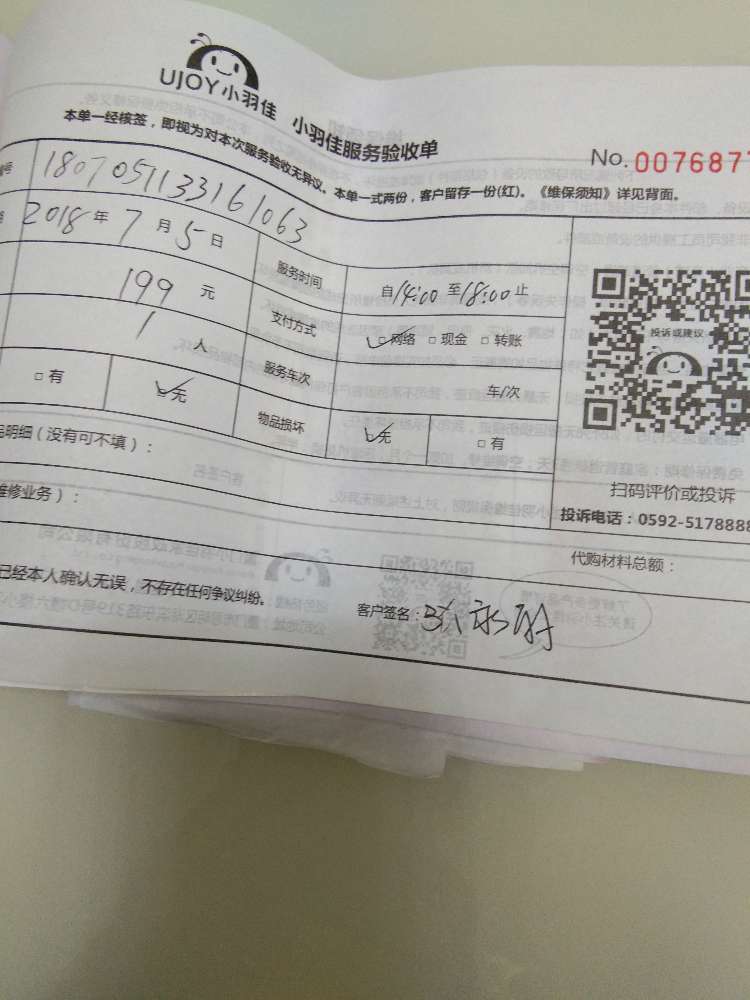 UJOY小羽佳 小羽佳服务验收单
本单一经核签，即视为对本次服务验收无异议。本单一式两份，客户留存一份(红)。《维保须知》详见背面。
No. 0076877
号 1807051133161063
2018 年 7 月 5 日 服务时间 自14:00 至18:00 止
199 元 支付方式 网络 □ 现金 □ 转账
1 人 服务车次 车/次
□ 有 无 物品损坏 无 □ 有
投诉或建议
扫码评价或投诉
投诉电话：0592-5178888
明细（没有可不填）：
维修业务）：
代购材料总额：
已经本人确认无误，不存在任何争议纠纷。
客户签名：